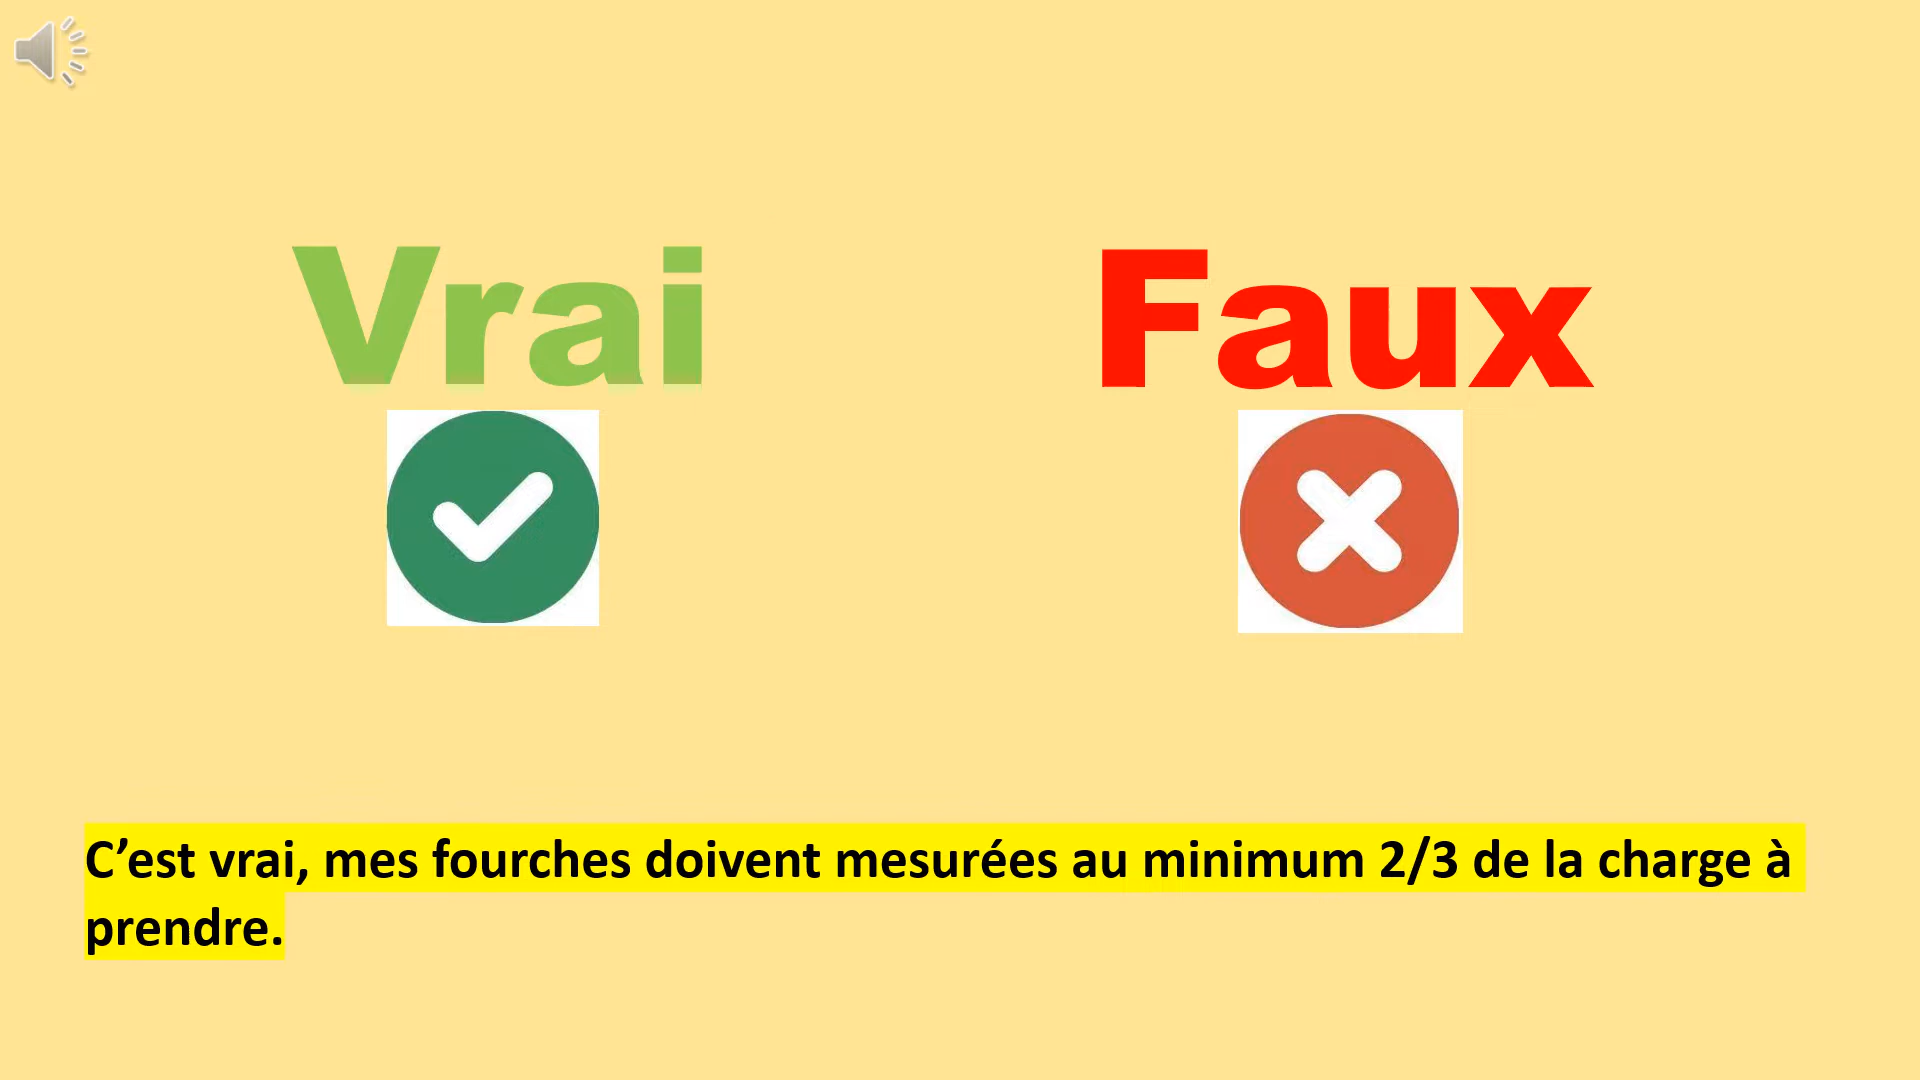 Vrai
Faux
C’est vrai, mes fourches doivent mesurées au minimum 2/3 de la charge à
prendre.